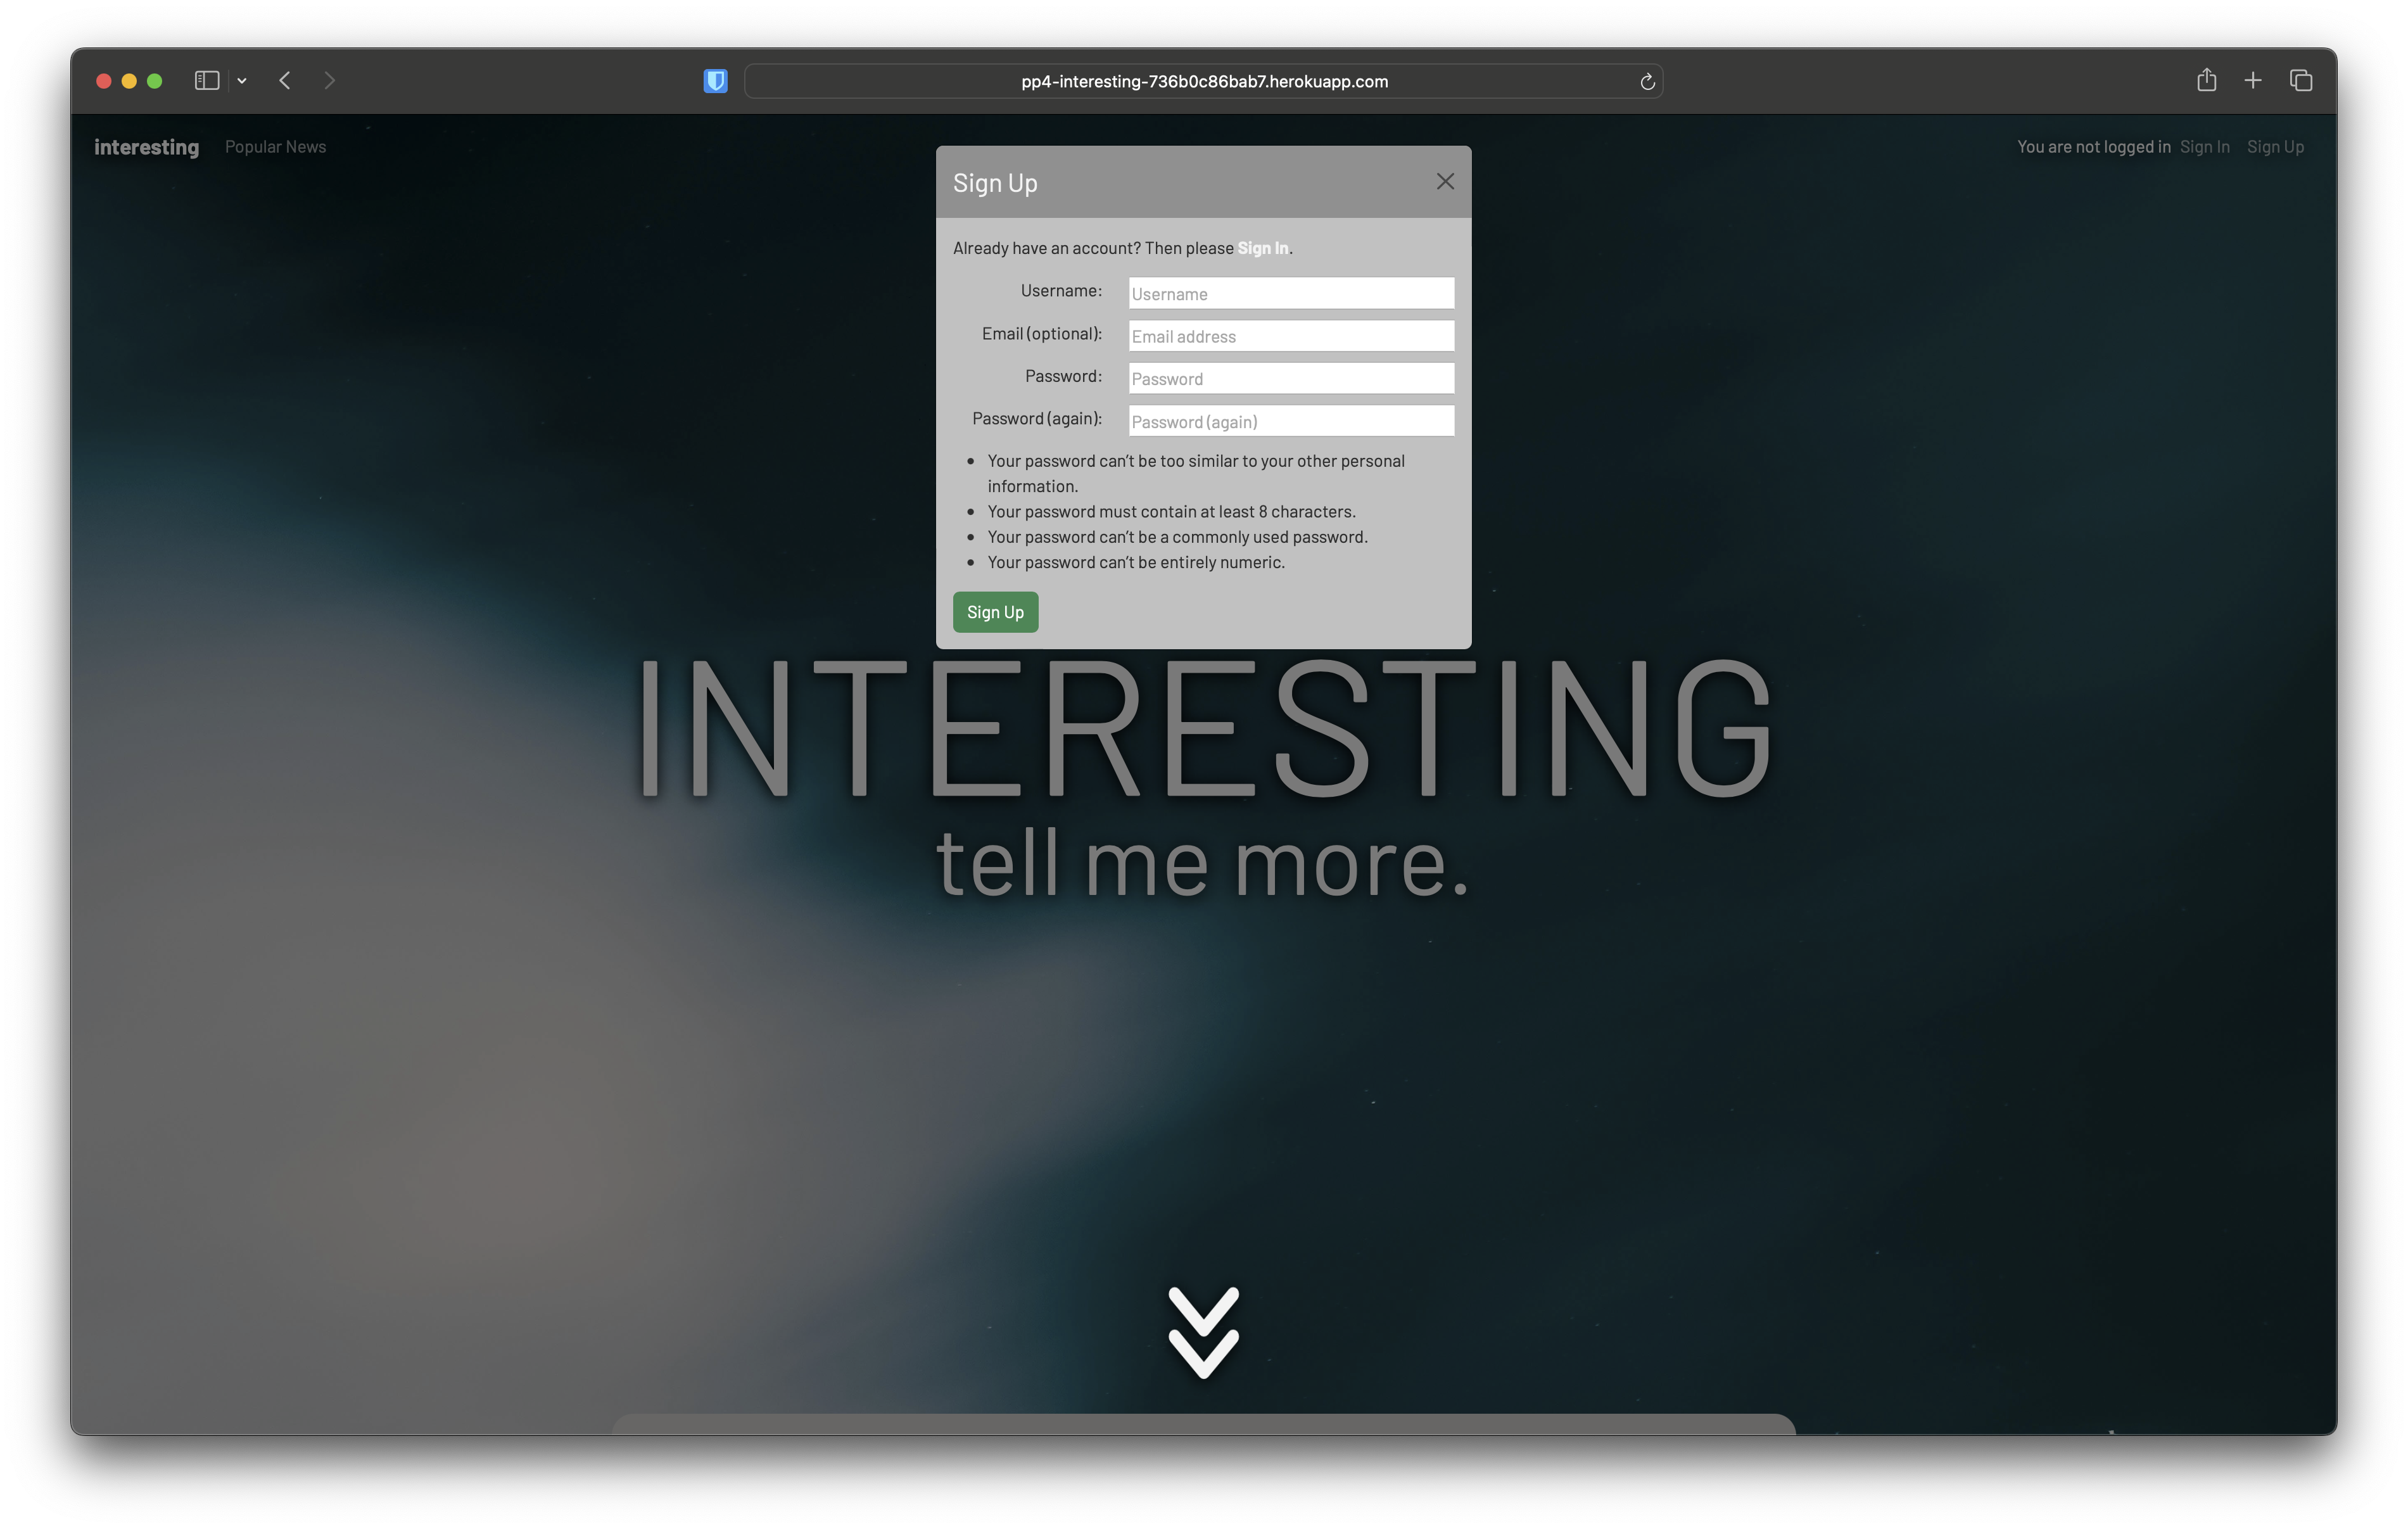 pp4-interesting-736b0c86bab7.herokuapp.com
interesting Popular News
You are not logged in Sign In Sign Up
Sign Up
Already have an account? Then please Sign In.
Username: Username
Email (optional): Email address
Password: Password
Password (again): Password (again)
• Your password can’t be too similar to your other personal
information.
• Your password must contain at least 8 characters.
• Your password can’t be a commonly used password.
• Your password can’t be entirely numeric.
Sign Up
INTERESTING
tell me more.